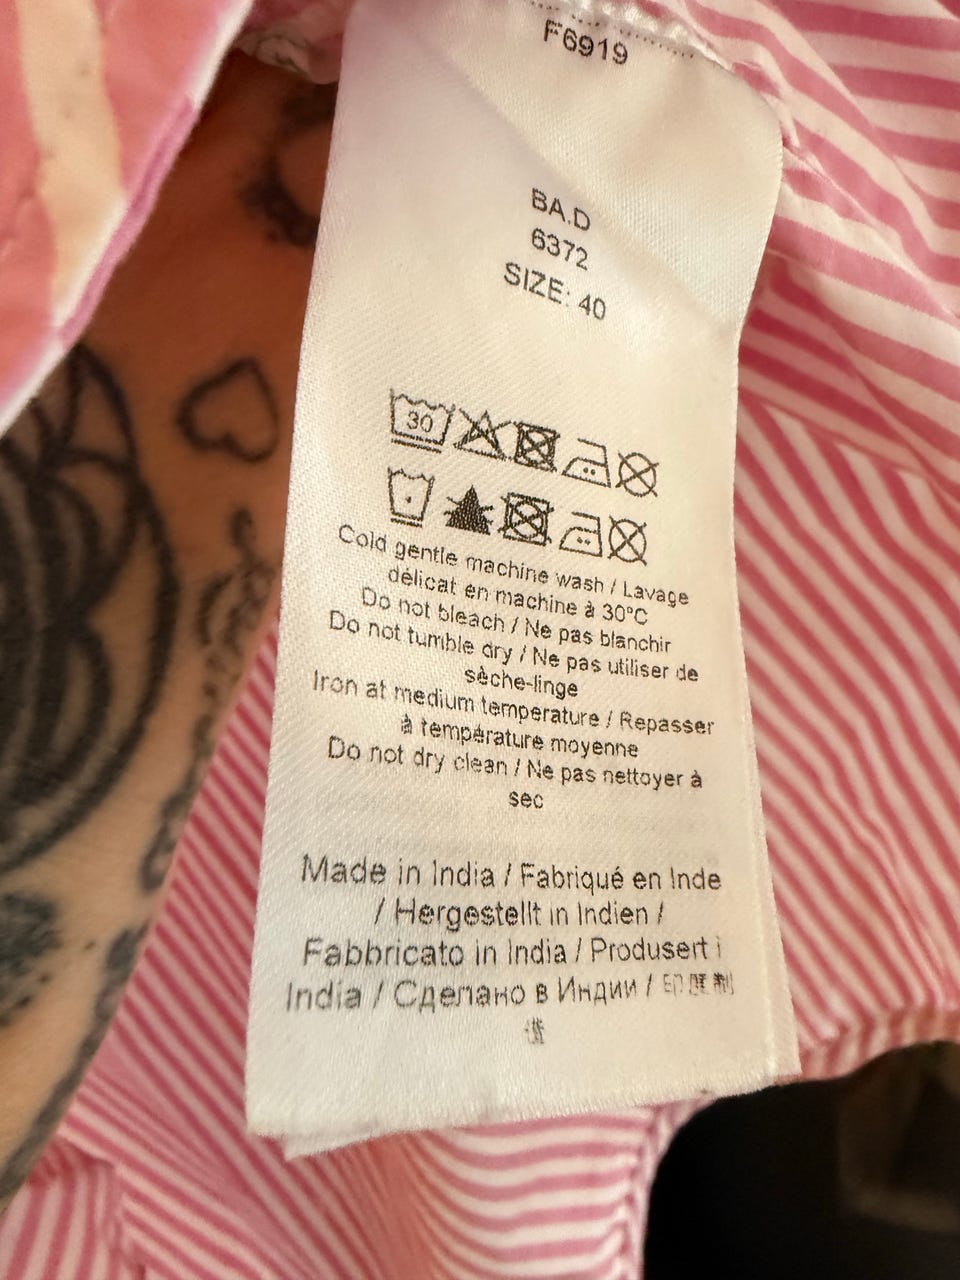 F6919
BA.D
6372
SIZE: 40
30
Cold gentle machine wash / Lavage
délicat en machine à 30°C
Do not bleach / Ne pas blanchir
Do not tumble dry / Ne pas utiliser de
sèche-linge
Iron at medium temperature / Repasser
à température moyenne
Do not dry clean / Ne pas nettoyer à
sec
Made in India / Fabriqué en Inde
/ Hergestellt in Indien /
Fabbricato in India / Produsert i
India / Сделано в Индии / 印度制
造